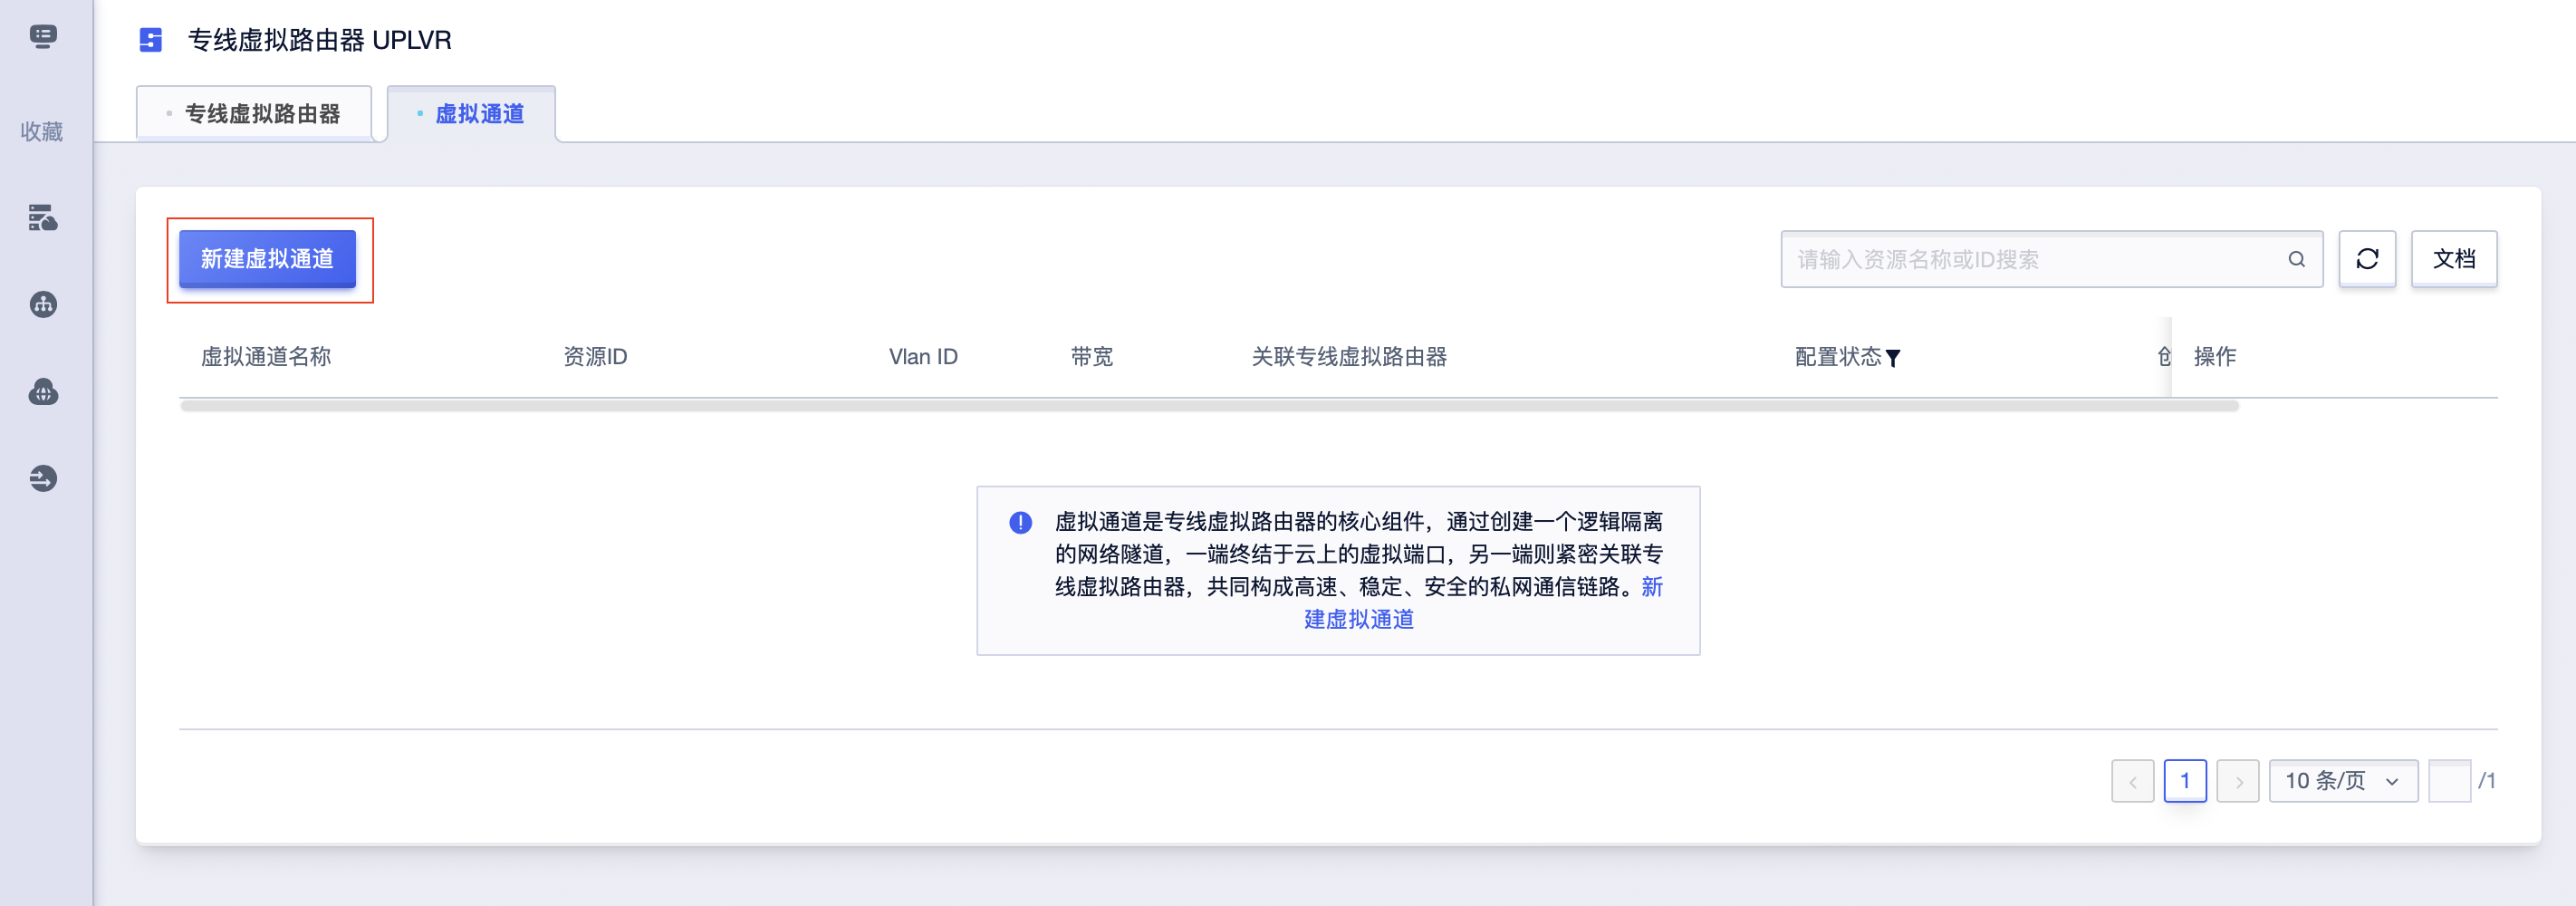 专线虚拟路由器 UPLVR
收藏
专线虚拟路由器
虚拟通道
新建虚拟通道
请输入资源名称或ID搜索
文档
虚拟通道名称 资源ID Vlan ID 带宽 关联专线虚拟路由器 配置状态 操作
虚拟通道是专线虚拟路由器的核心组件，通过创建一个逻辑隔离
的网络隧道，一端终结于云上的虚拟端口，另一端则紧密关联专
线虚拟路由器，共同构成高速、稳定、安全的私网通信链路。新
建虚拟通道
1 10 条/页 /1